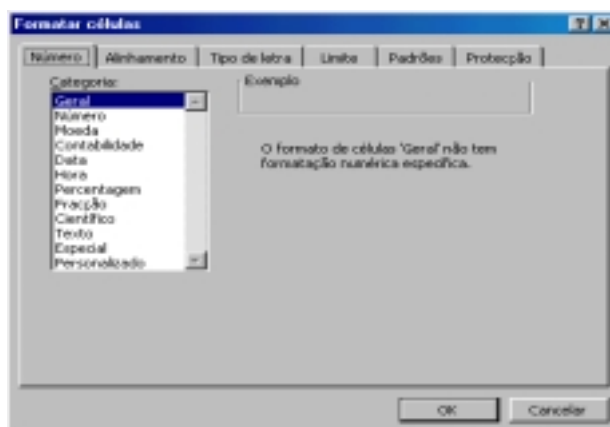 Formatar células
Número Alinhamento Tipo de letra Limite Padrões Protecção
Categoria:
Exemplo
Geral
Número
Moeda
Contabilidade
Data
Hora
Percentagem
Fracção
Científico
Texto
Especial
Personalizado
O formato de células 'Geral' não tem
formatação numérica específica.
OK Cancelar